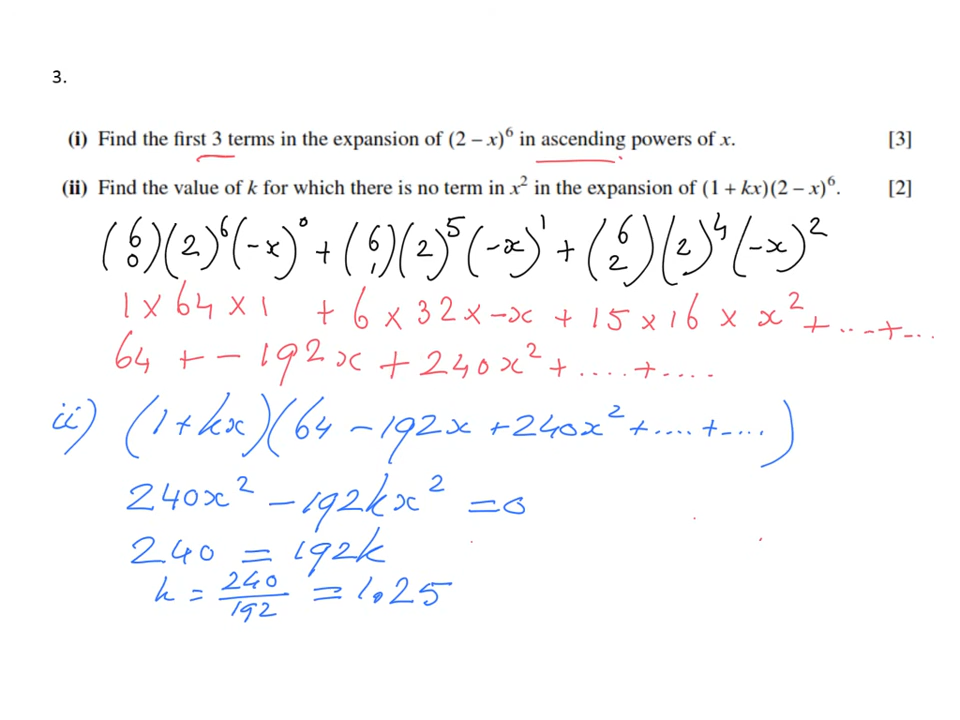 3.
(i) Find the first 3 terms in the expansion of (2 – x)⁶ in ascending powers of x. [3]
(ii) Find the value of k for which there is no term in x² in the expansion of (1 + kx)(2 – x)⁶. [2]
(6 0)(2)⁶(-x)⁰ + (6 1)(2)⁵(-x)¹ + (6 2)(2)⁴(-x)²
1 × 64 × 1 + 6 × 32 × -x + 15 × 16 × x² + ... + ...
64 + - 192x + 240x² + .... + ....
ii) (1 + kx)(64 - 192x + 240x² + .... + ....)
240x² - 192kx² = 0
240 = 192k
k = 240/192 = 1.25